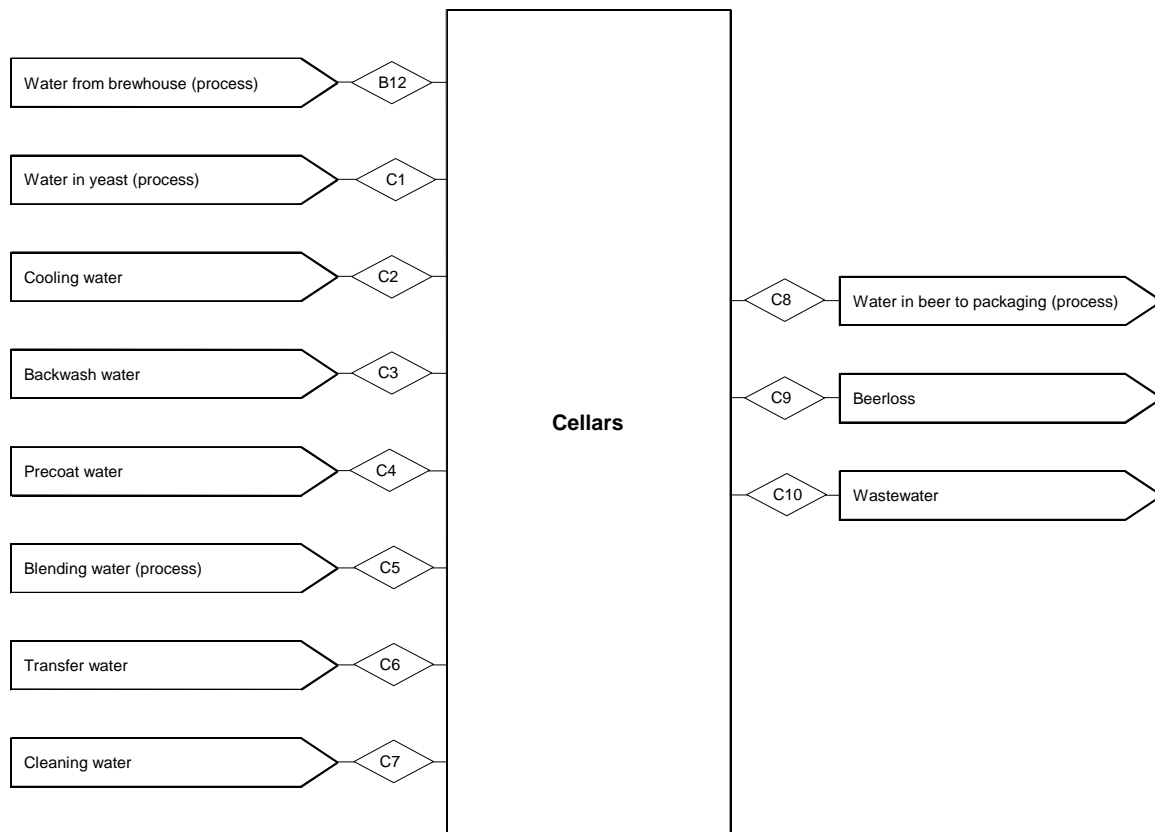 Water from brewhouse (process)
B12
Water in yeast (process)
C1
Cooling water
C2
Backwash water
C3
Precoat water
C4
Blending water (process)
C5
Transfer water
C6
Cleaning water
C7
Cellars
C8
Water in beer to packaging (process)
C9
Beerloss
C10
Wastewater